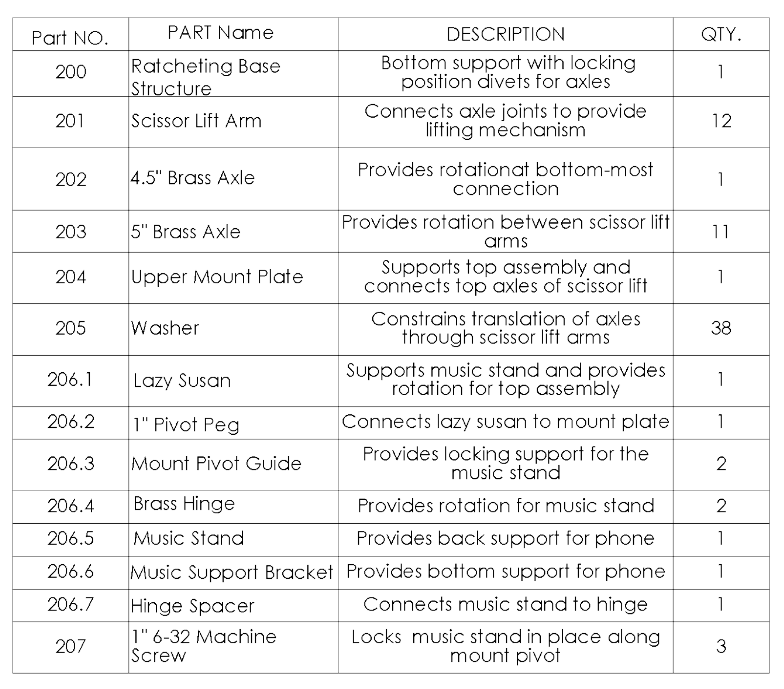 Part NO. PART Name DESCRIPTION QTY.
200 Ratcheting Base Structure Bottom support with locking position divets for axles 1
201 Scissor Lift Arm Connects axle joints to provide lifting mechanism 12
202 4.5" Brass Axle Provides rotationat bottom-most connection 1
203 5" Brass Axle Provides rotation between scissor lift arms 11
204 Upper Mount Plate Supports top assembly and connects top axles of scissor lift 1
205 Washer Constrains translation of axles through scissor lift arms 38
206.1 Lazy Susan Supports music stand and provides rotation for top assembly 1
206.2 1" Pivot Peg Connects lazy susan to mount plate 1
206.3 Mount Pivot Guide Provides locking support for the music stand 2
206.4 Brass Hinge Provides rotation for music stand 2
206.5 Music Stand Provides back support for phone 1
206.6 Music Support Bracket Provides bottom support for phone 1
206.7 Hinge Spacer Connects music stand to hinge 1
207 1" 6-32 Machine Screw Locks music stand in place along mount pivot 3